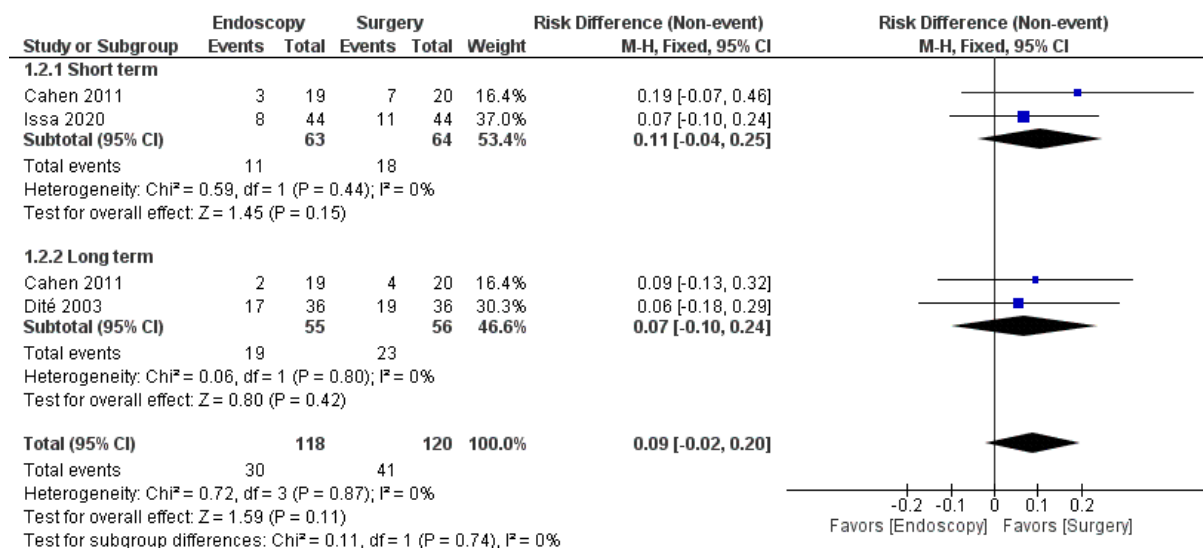 Endoscopy Surgery Risk Difference (Non-event) Risk Difference (Non-event)
Study or Subgroup Events Total Events Total Weight M-H, Fixed, 95% CI M-H, Fixed, 95% CI
1.2.1 Short term
Cahen 2011 3 19 7 20 16.4% 0.19 [-0.07, 0.46]
Issa 2020 8 44 11 44 37.0% 0.07 [-0.10, 0.24]
Subtotal (95% CI) 63 64 53.4% 0.11 [-0.04, 0.25]
Total events 11 18
Heterogeneity: Chi² = 0.59, df = 1 (P = 0.44); I² = 0%
Test for overall effect: Z = 1.45 (P = 0.15)
1.2.2 Long term
Cahen 2011 2 19 4 20 16.4% 0.09 [-0.13, 0.32]
Dité 2003 17 36 19 36 30.3% 0.06 [-0.18, 0.29]
Subtotal (95% CI) 55 56 46.6% 0.07 [-0.10, 0.24]
Total events 19 23
Heterogeneity: Chi² = 0.06, df = 1 (P = 0.80); I² = 0%
Test for overall effect: Z = 0.80 (P = 0.42)
Total (95% CI) 118 120 100.0% 0.09 [-0.02, 0.20]
Total events 30 41
Heterogeneity: Chi² = 0.72, df = 3 (P = 0.87); I² = 0%
Test for overall effect: Z = 1.59 (P = 0.11)
Test for subgroup differences: Chi² = 0.11, df = 1 (P = 0.74), I² = 0%
-0.2 -0.1 0 0.1 0.2
Favors [Endoscopy] Favors [Surgery]